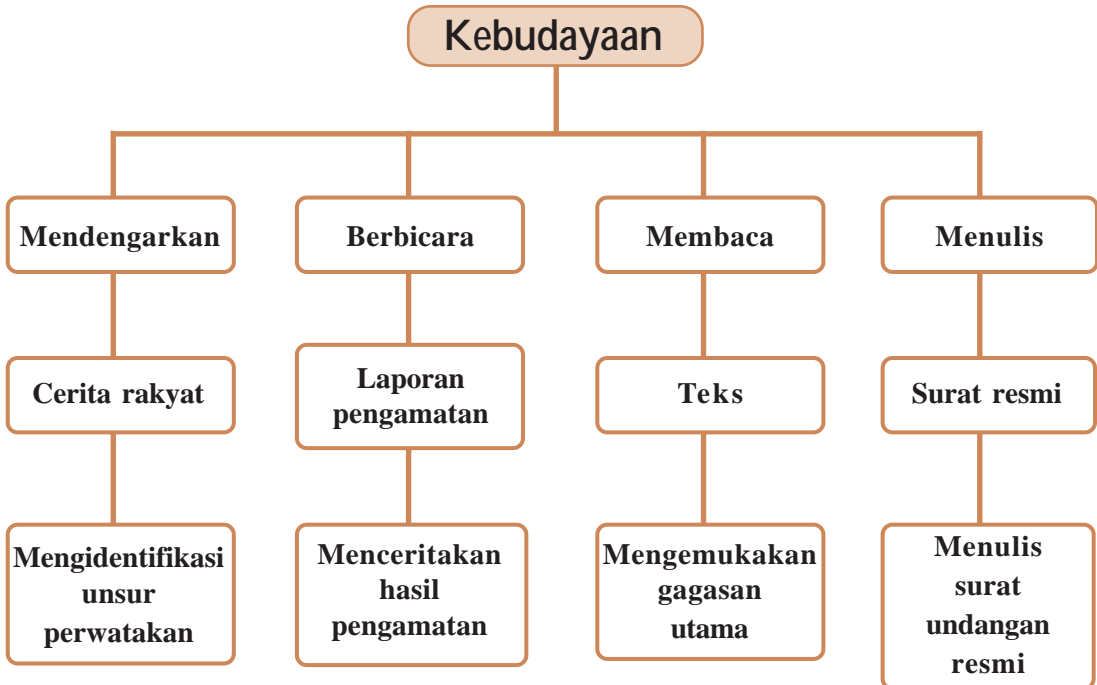 Kebudayaan
Mendengarkan
Berbicara
Membaca
Menulis
Cerita rakyat
Laporan
pengamatan
Teks
Surat resmi
Mengidentifikasi
unsur
perwatakan
Menceritakan
hasil
pengamatan
Mengemukakan
gagasan
utama
Menulis
surat
undangan
resmi